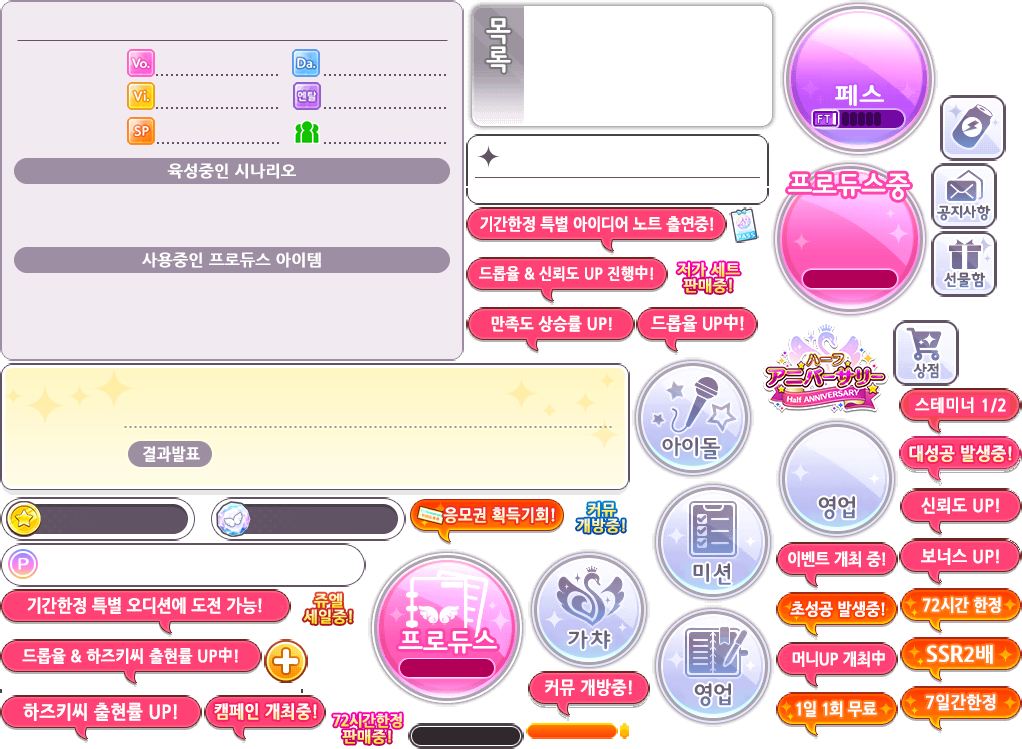 Vo.
Da.
Vi.
멘탈
SP
육성중인 시나리오
사용중인 프로듀스 아이템
목록
페스
FT
프로듀스중
공지사항
선물함
기간한정 특별 아이디어 노트 출연중!
PASS
드롭율 & 신뢰도 UP 진행中!
저가 세트
판매중!
만족도 상승률 UP!
드롭율 UP中!
ハーフ
アニバーサリー
Half ANNIVERSARY
상점
결과발표
아이돌
스테미너 1/2
대성공 발생중!
영업
신뢰도 UP!
응모권 획득기회!
커뮤
개방중!
미션
이벤트 개최 중!
보너스 UP!
P
기간한정 특별 오디션에 도전 가능!
쥬엘
세일중!
프로듀스
가챠
초성공 발생중!
72시간 한정
드롭율 & 하즈키씨 출현률 UP中!
영업
머니UP 개최中
SSR2배
커뮤 개방중!
하즈키씨 출현률 UP!
캠페인 개최중!
72시간한정
판매중!
1일 1회 무료
7일간한정